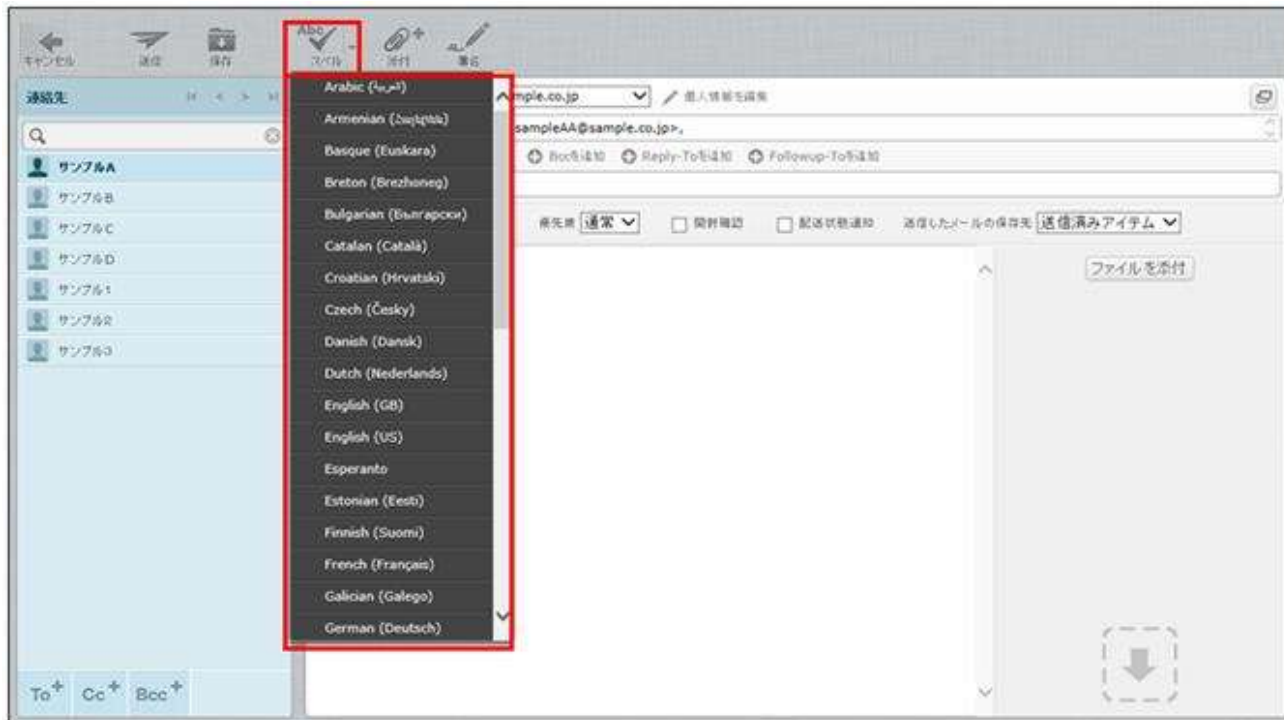 Abc
キャンセル 送信 保存 スペル 添付 署名
連絡先
mple.co.jp 個人情報を編集
sampleAA@sample.co.jp>,
Bccを追加 Reply-Toを追加 Followup-Toを追加
優先度 通常 開封確認 配送状態通知 送信したメールの保存先 送信済みアイテム
ファイルを添付
サンプルA
サンプルB
サンプルC
サンプルD
サンプル1
サンプル2
サンプル3
Arabic (العربية)
Armenian (Հայերեն)
Basque (Euskara)
Breton (Brezhoneg)
Bulgarian (Български)
Catalan (Català)
Croatian (Hrvatski)
Czech (Česky)
Danish (Dansk)
Dutch (Nederlands)
English (GB)
English (US)
Esperanto
Estonian (Eesti)
Finnish (Suomi)
French (Français)
Galician (Galego)
German (Deutsch)
To+ Cc+ Bcc+